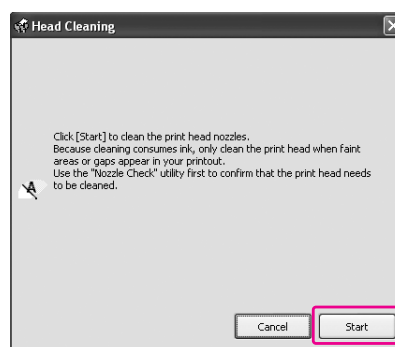 Head Cleaning
Click [Start] to clean the print head nozzles.
Because cleaning consumes ink, only clean the print head when faint
areas or gaps appear in your printout.
Use the "Nozzle Check" utility first to confirm that the print head needs
to be cleaned.
A
Cancel
Start